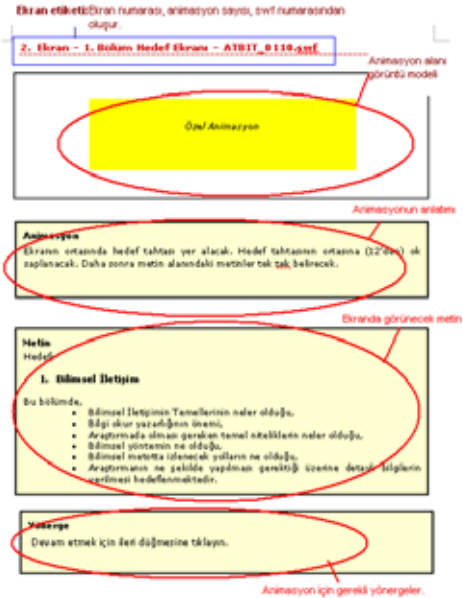 Ekran etiketi:Ekran numarası, animasyon sayısı, swf numarasından
oluşur.
2. Ekran – 1. Bölüm Hedef Ekranı – ATBIT_0110.swf
Animasyon alanı
görüntü modeli
Özel Animasyon
Animasyonun anlatımı
Animasyon
Ekranın ortasında hedef tahtası yer alacak. Hedef tahtasının ortasına (12'den) ok
saplanacak. Daha sonra metin alanındaki metinler tek tek belirecek.
Ekranda görünecek metin
Metin
Hedef
1. Bilimsel İletişim
Bu bölümde,
• Bilimsel İletişinin Temellerinin neler olduğu,
• Bilgi okur yazarlığının önemi,
• Araştırmada olması gereken temel niteliklerin neler olduğu,
• Bilimsel yöntemin ne olduğu,
• Bilimsel metotta izlenecek yolların ne olduğu,
• Araştırmanın ne şekilde yapılması gerektiği üzerine detaylı bilgilerin
verilmesi hedeflenmektedir.
Yönerge
Devam etmek için ileri düğmesine tıklayın.
Animasyon için gerekli yönergeler.